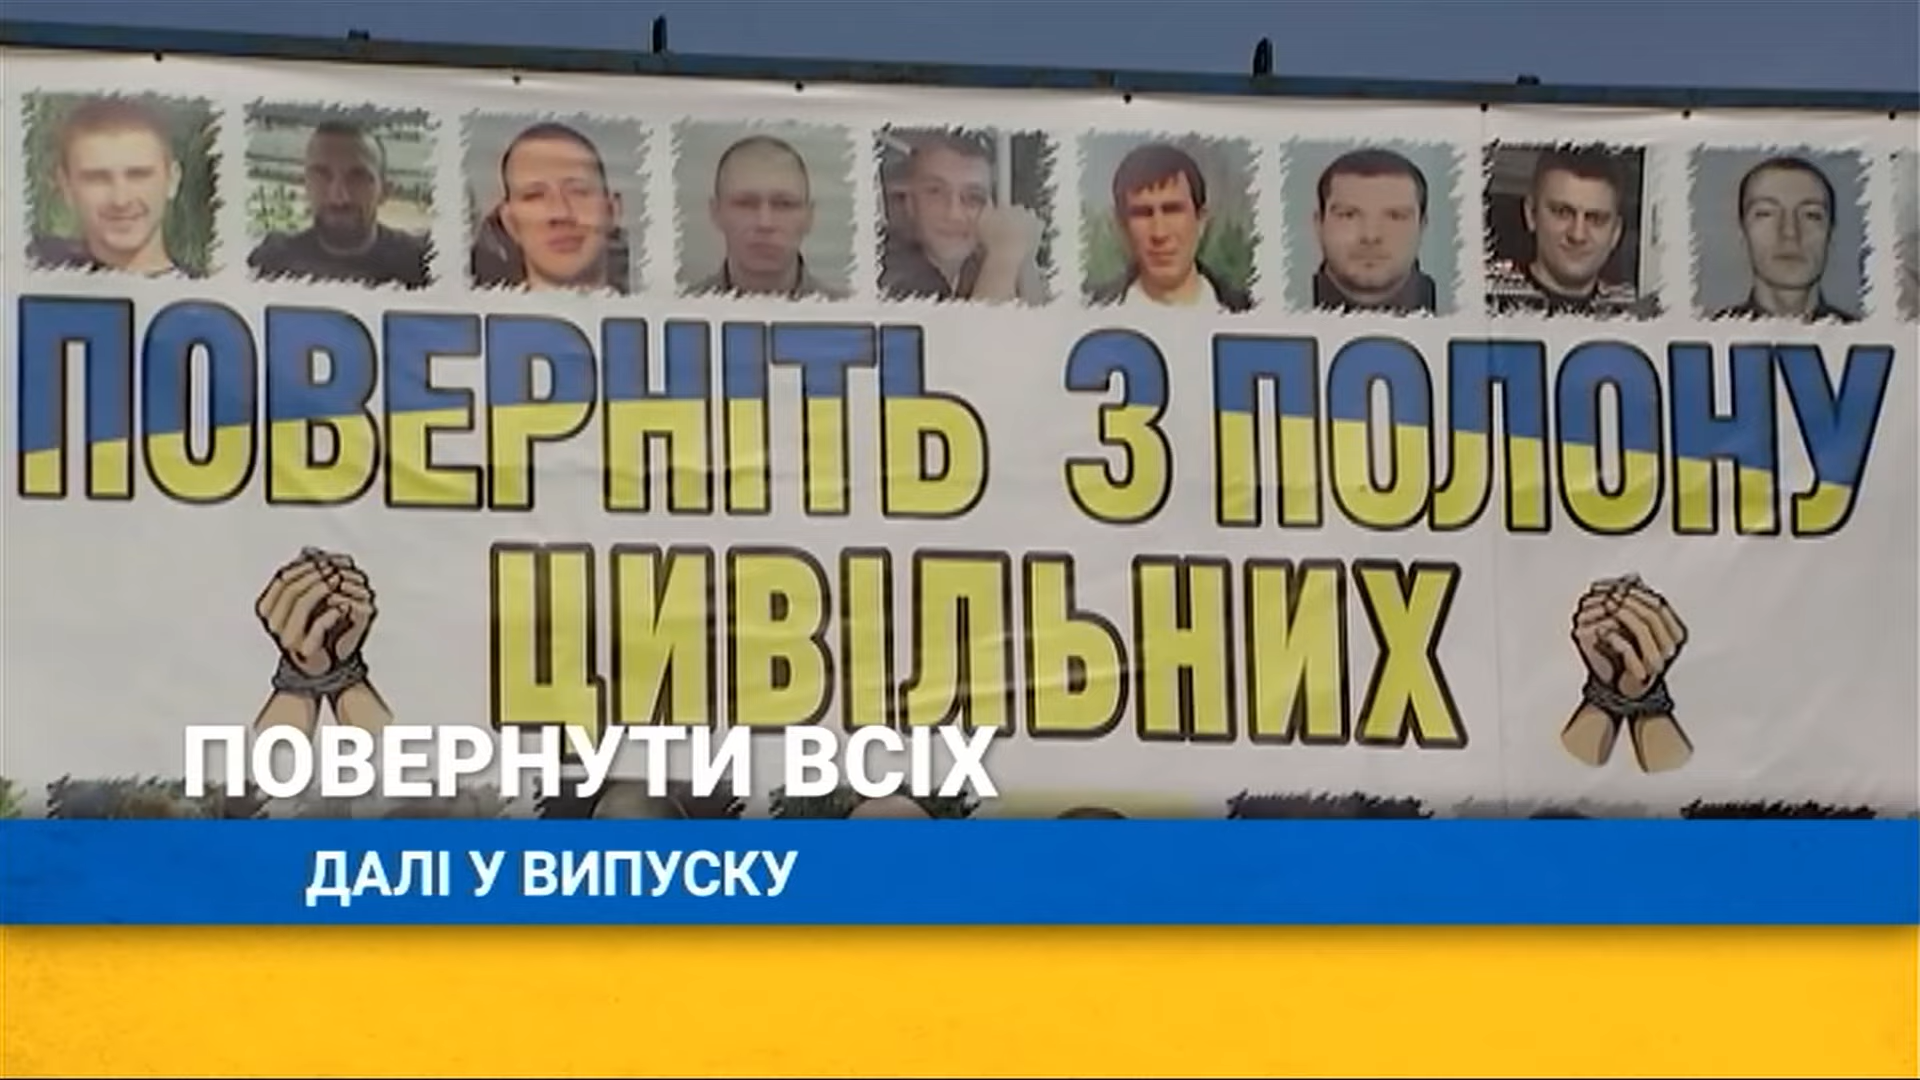 ПОВЕРНІТЬ З ПОЛОНУ
ЦИВІЛЬНИХ
ПОВЕРНУТИ ВСІХ
ДАЛІ У ВИПУСКУ